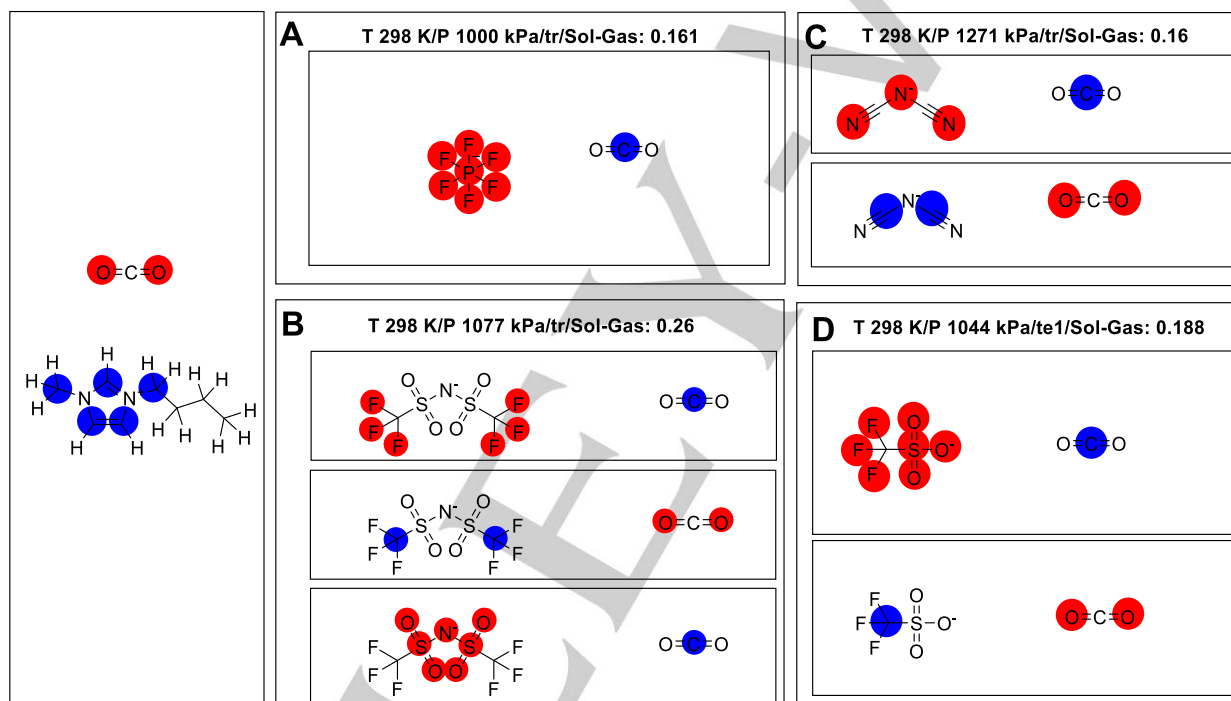 A T 298 K/P 1000 kPa/tr/Sol-Gas: 0.161
F
F F
P⁻
F F
F
O=C=O
B T 298 K/P 1077 kPa/tr/Sol-Gas: 0.26
O N⁻ O
F S S F
F O O F
F F
O=C=O
O N⁻ O
F S S F
F O O F
F F
O=C=O
O N⁻ O
F S S F
F O O F
F F
O=C=O
C T 298 K/P 1271 kPa/tr/Sol-Gas: 0.16
N⁻
N N
O=C=O
N⁻
N N
O=C=O
D T 298 K/P 1044 kPa/te1/Sol-Gas: 0.188
F O
F S O⁻
F O
O=C=O
F O
F S O⁻
O
O=C=O
O=C=O
H H H H H
H N N H
H H H H
H H